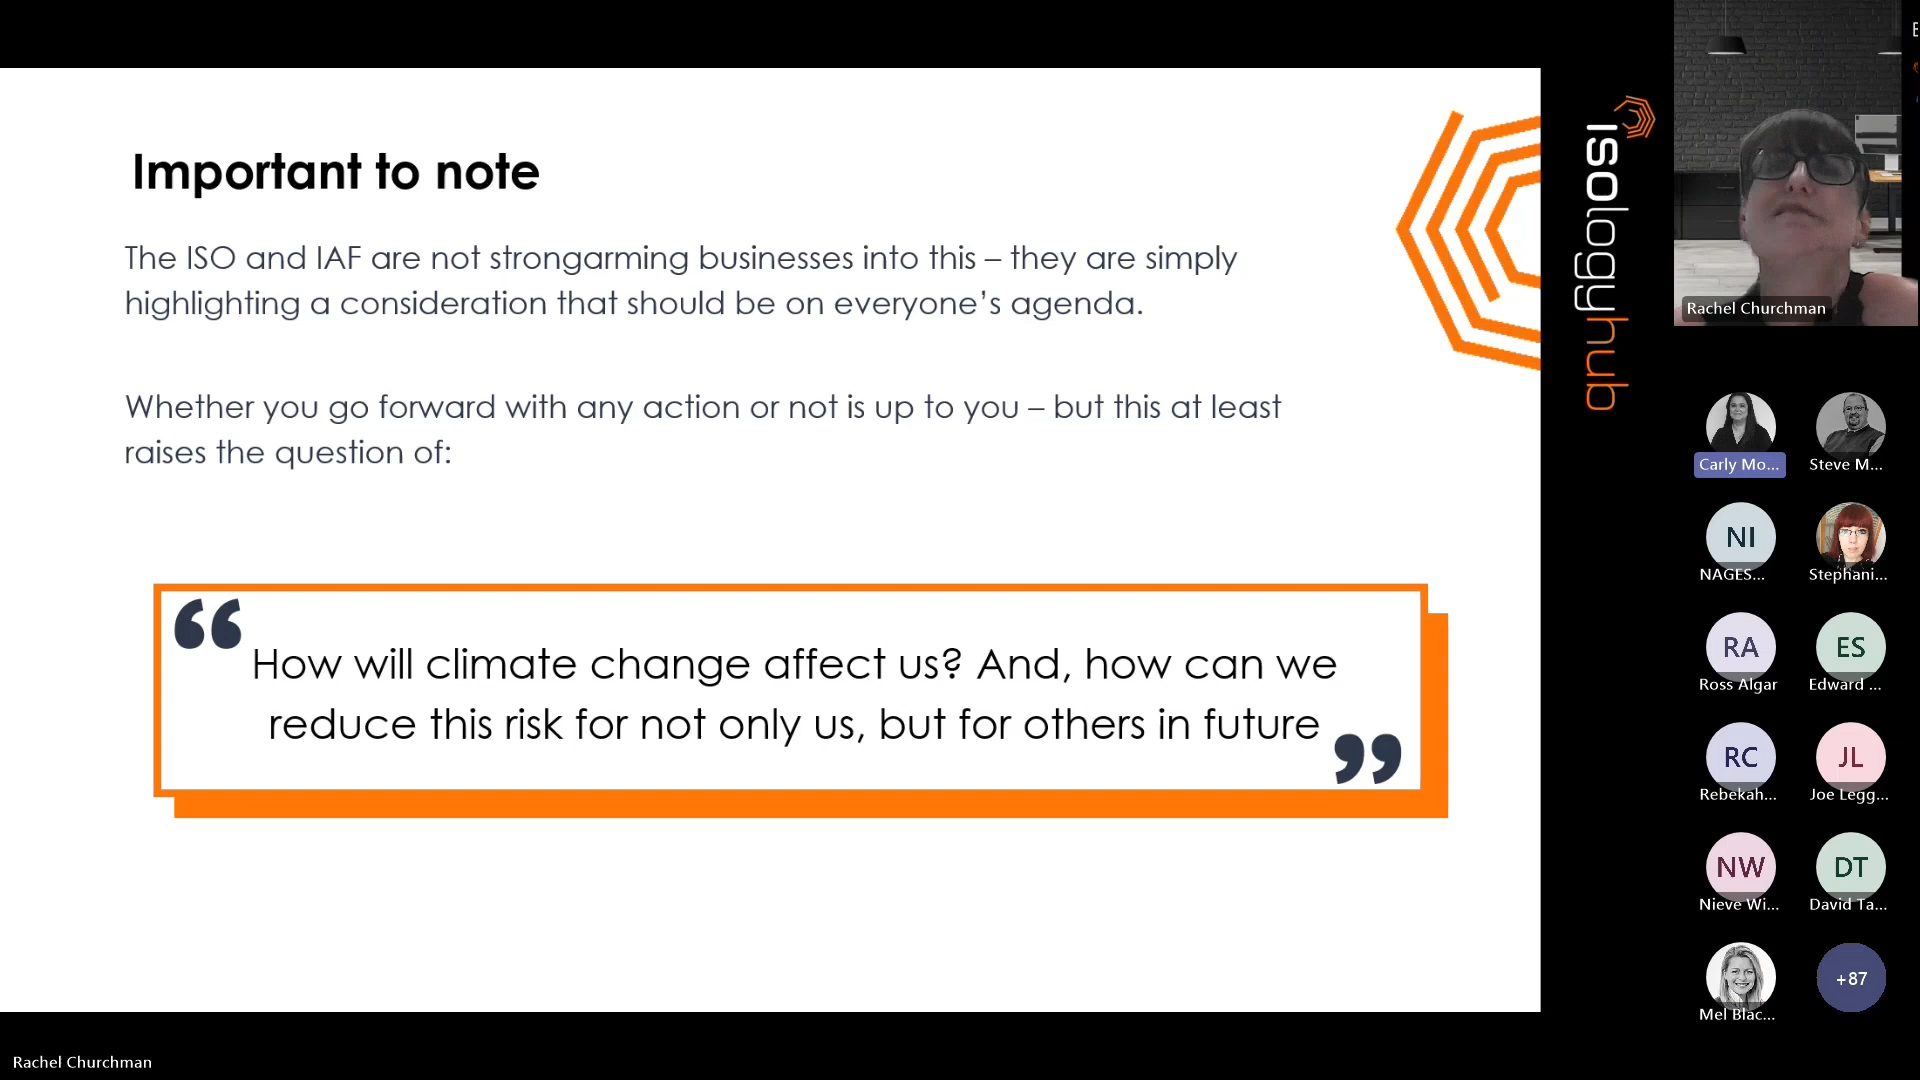 Important to note
The ISO and IAF are not strongarming businesses into this – they are simply
highlighting a consideration that should be on everyone’s agenda.
Whether you go forward with any action or not is up to you – but this at least
raises the question of:
“
How will climate change affect us? And, how can we
reduce this risk for not only us, but for others in future
”
isologyhub
Rachel Churchman
Carly Mo...
Steve M...
NI
NAGES...
Stephani...
RA
Ross Algar
ES
Edward ...
RC
Rebekah...
JL
Joe Legg...
NW
Nieve Wi...
DT
David Ta...
Mel Blac...
+87
Rachel Churchman